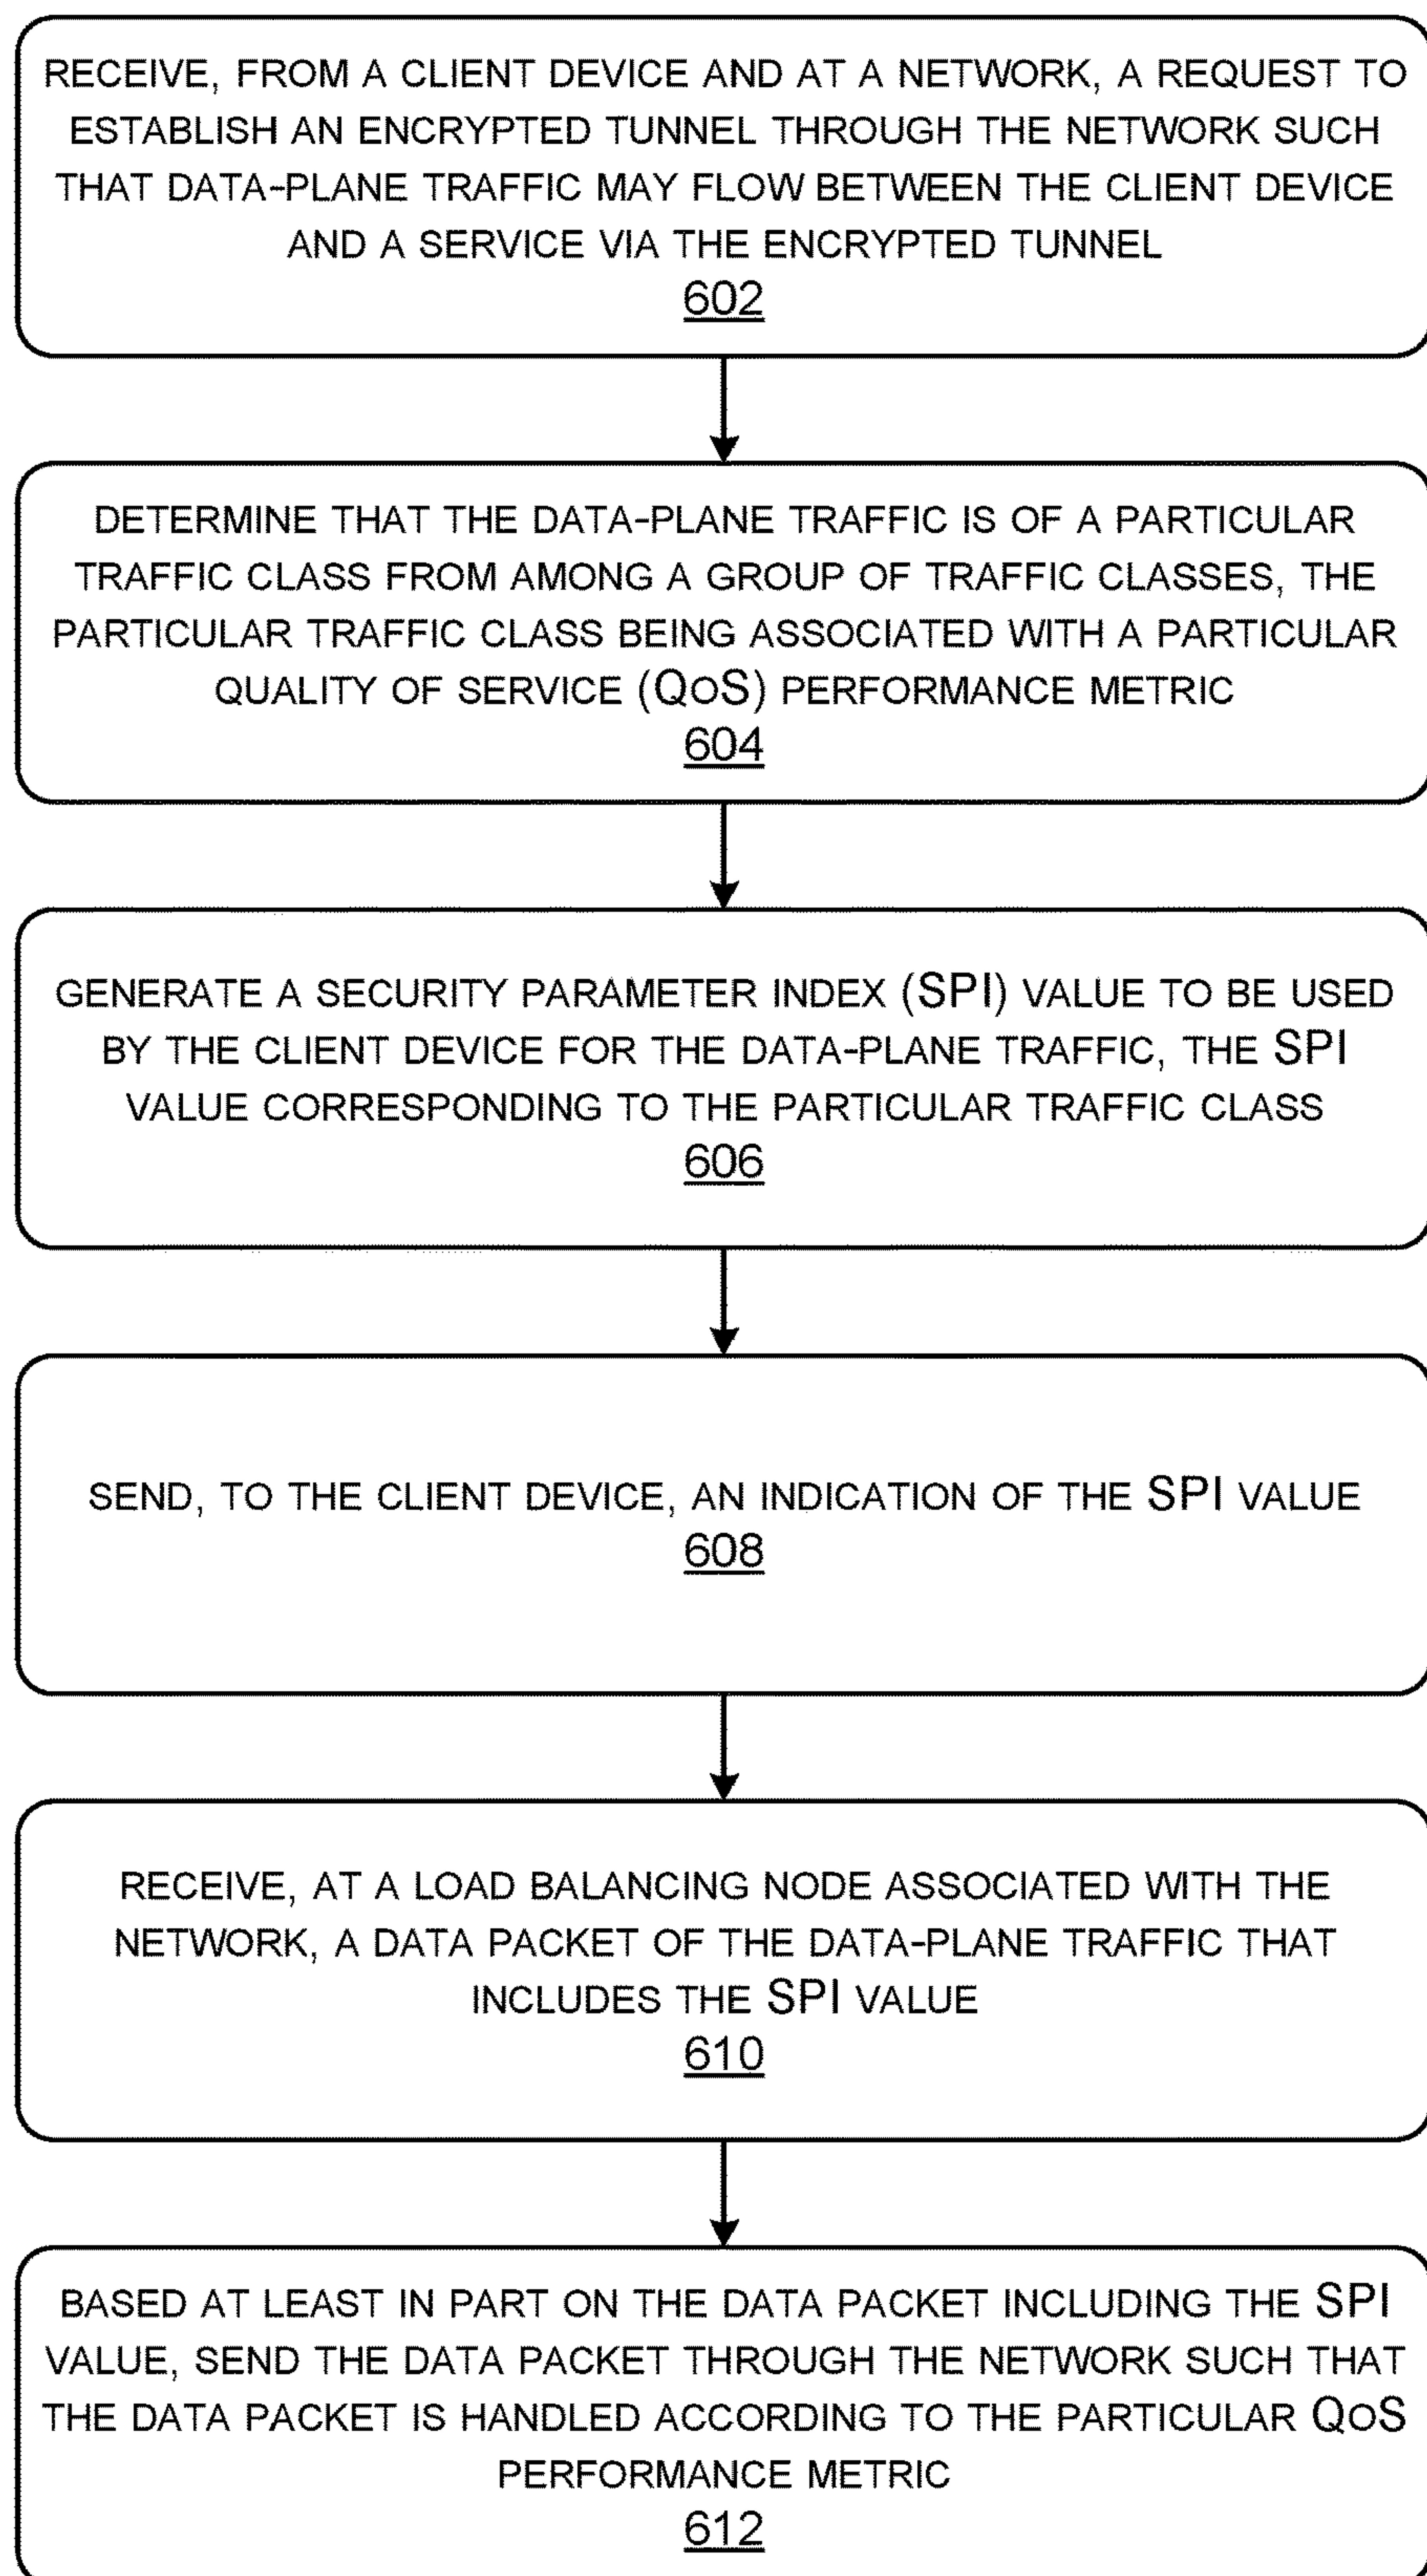 RECEIVE, FROM A CLIENT DEVICE AND AT A NETWORK, A REQUEST TO
ESTABLISH AN ENCRYPTED TUNNEL THROUGH THE NETWORK SUCH
THAT DATA-PLANE TRAFFIC MAY FLOW BETWEEN THE CLIENT DEVICE
AND A SERVICE VIA THE ENCRYPTED TUNNEL
602
DETERMINE THAT THE DATA-PLANE TRAFFIC IS OF A PARTICULAR
TRAFFIC CLASS FROM AMONG A GROUP OF TRAFFIC CLASSES, THE
PARTICULAR TRAFFIC CLASS BEING ASSOCIATED WITH A PARTICULAR
QUALITY OF SERVICE (QOS) PERFORMANCE METRIC
604
GENERATE A SECURITY PARAMETER INDEX (SPI) VALUE TO BE USED
BY THE CLIENT DEVICE FOR THE DATA-PLANE TRAFFIC, THE SPI
VALUE CORRESPONDING TO THE PARTICULAR TRAFFIC CLASS
606
SEND, TO THE CLIENT DEVICE, AN INDICATION OF THE SPI VALUE
608
RECEIVE, AT A LOAD BALANCING NODE ASSOCIATED WITH THE
NETWORK, A DATA PACKET OF THE DATA-PLANE TRAFFIC THAT
INCLUDES THE SPI VALUE
610
BASED AT LEAST IN PART ON THE DATA PACKET INCLUDING THE SPI
VALUE, SEND THE DATA PACKET THROUGH THE NETWORK SUCH THAT
THE DATA PACKET IS HANDLED ACCORDING TO THE PARTICULAR QOS
PERFORMANCE METRIC
612